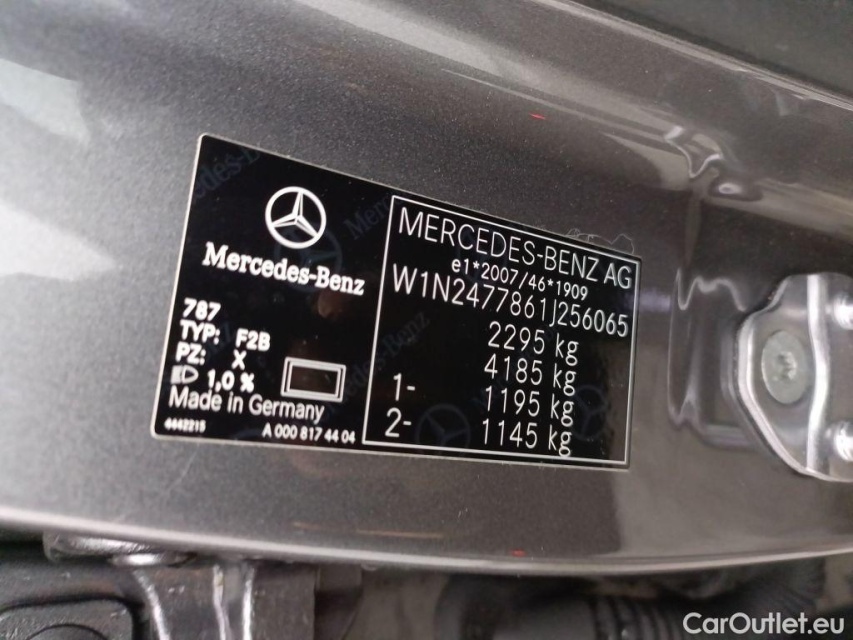 Mercedes-Benz
787
TYP: F2B
PZ: X
1,0 %
Made in Germany
4442215
A 000 817 44 04
MERCEDES-BENZ AG
e1*2007/46*1909
W1N2477861J256065
2295 kg
4185 kg
1- 1195 kg
2- 1145 kg
CarOutlet.eu